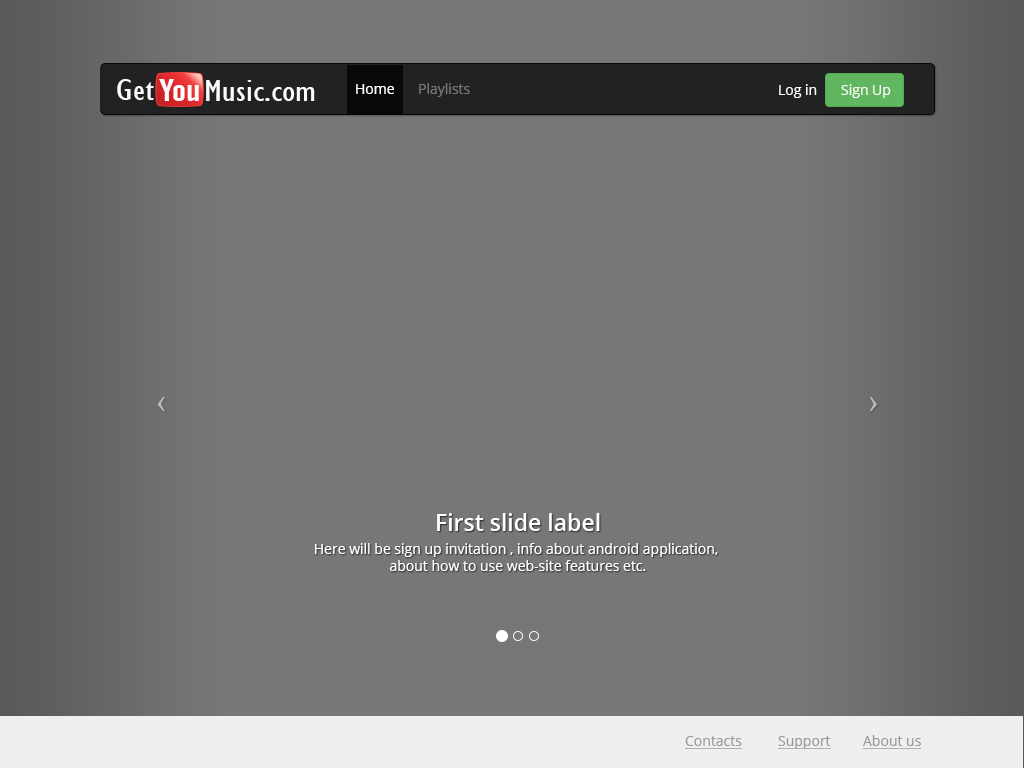 GetYouMusic.com Home Playlists Log in Sign Up
‹ ›
First slide label
Here will be sign up invitation , info about android application,
about how to use web-site features etc.
Contacts Support About us